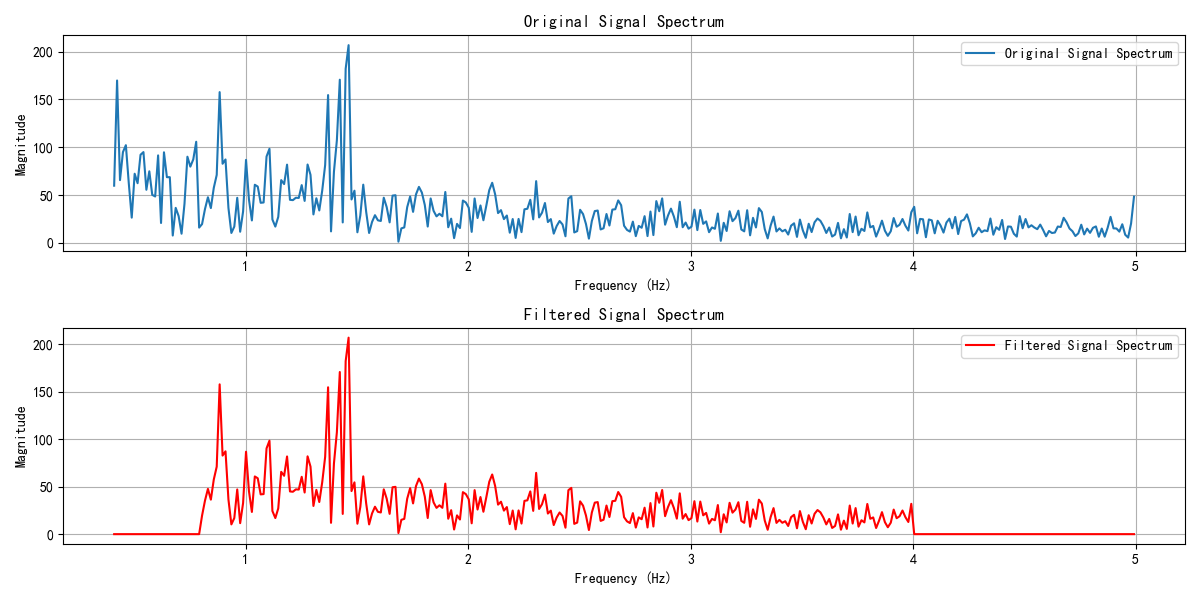 Original Signal Spectrum
Original Signal Spectrum
Magnitude
200
150
100
50
0
1
2
3
4
5
Frequency (Hz)
Filtered Signal Spectrum
Filtered Signal Spectrum
Magnitude
200
150
100
50
0
1
2
3
4
5
Frequency (Hz)